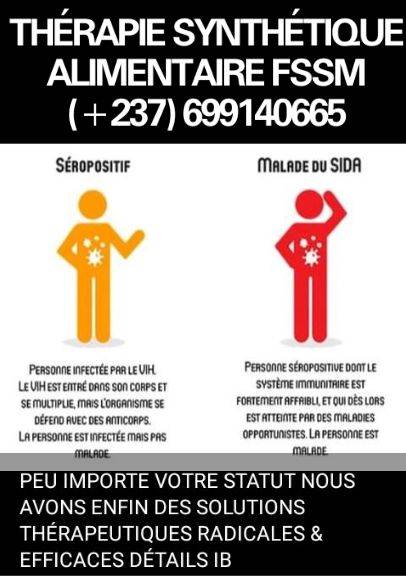 THÉRAPIE SYNTHÉTIQUE
ALIMENTAIRE FSSM
(+237) 699140665
SÉROPOSITIF
MALADE DU SIDA
PERSONNE INFECTÉE PAR LE VIH.
LE VIH EST ENTRÉ DANS SON CORPS ET
SE MULTIPLIE, MAIS L'ORGANISME SE
DÉFEND AVEC DES ANTICORPS.
LA PERSONNE EST INFECTÉE MAIS PAS
MALADE.
PERSONNE SÉROPOSITIVE DONT LE
SYSTÈME IMMUNITAIRE EST
FORTEMENT AFFAIBLI, ET QUI DÈS LORS
EST ATTEINTE PAR DES MALADIES
OPPORTUNISTES. LA PERSONNE EST
MALADE.
PEU IMPORTE VOTRE STATUT NOUS
AVONS ENFIN DES SOLUTIONS
THÉRAPEUTIQUES RADICALES &
EFFICACES DÉTAILS IB